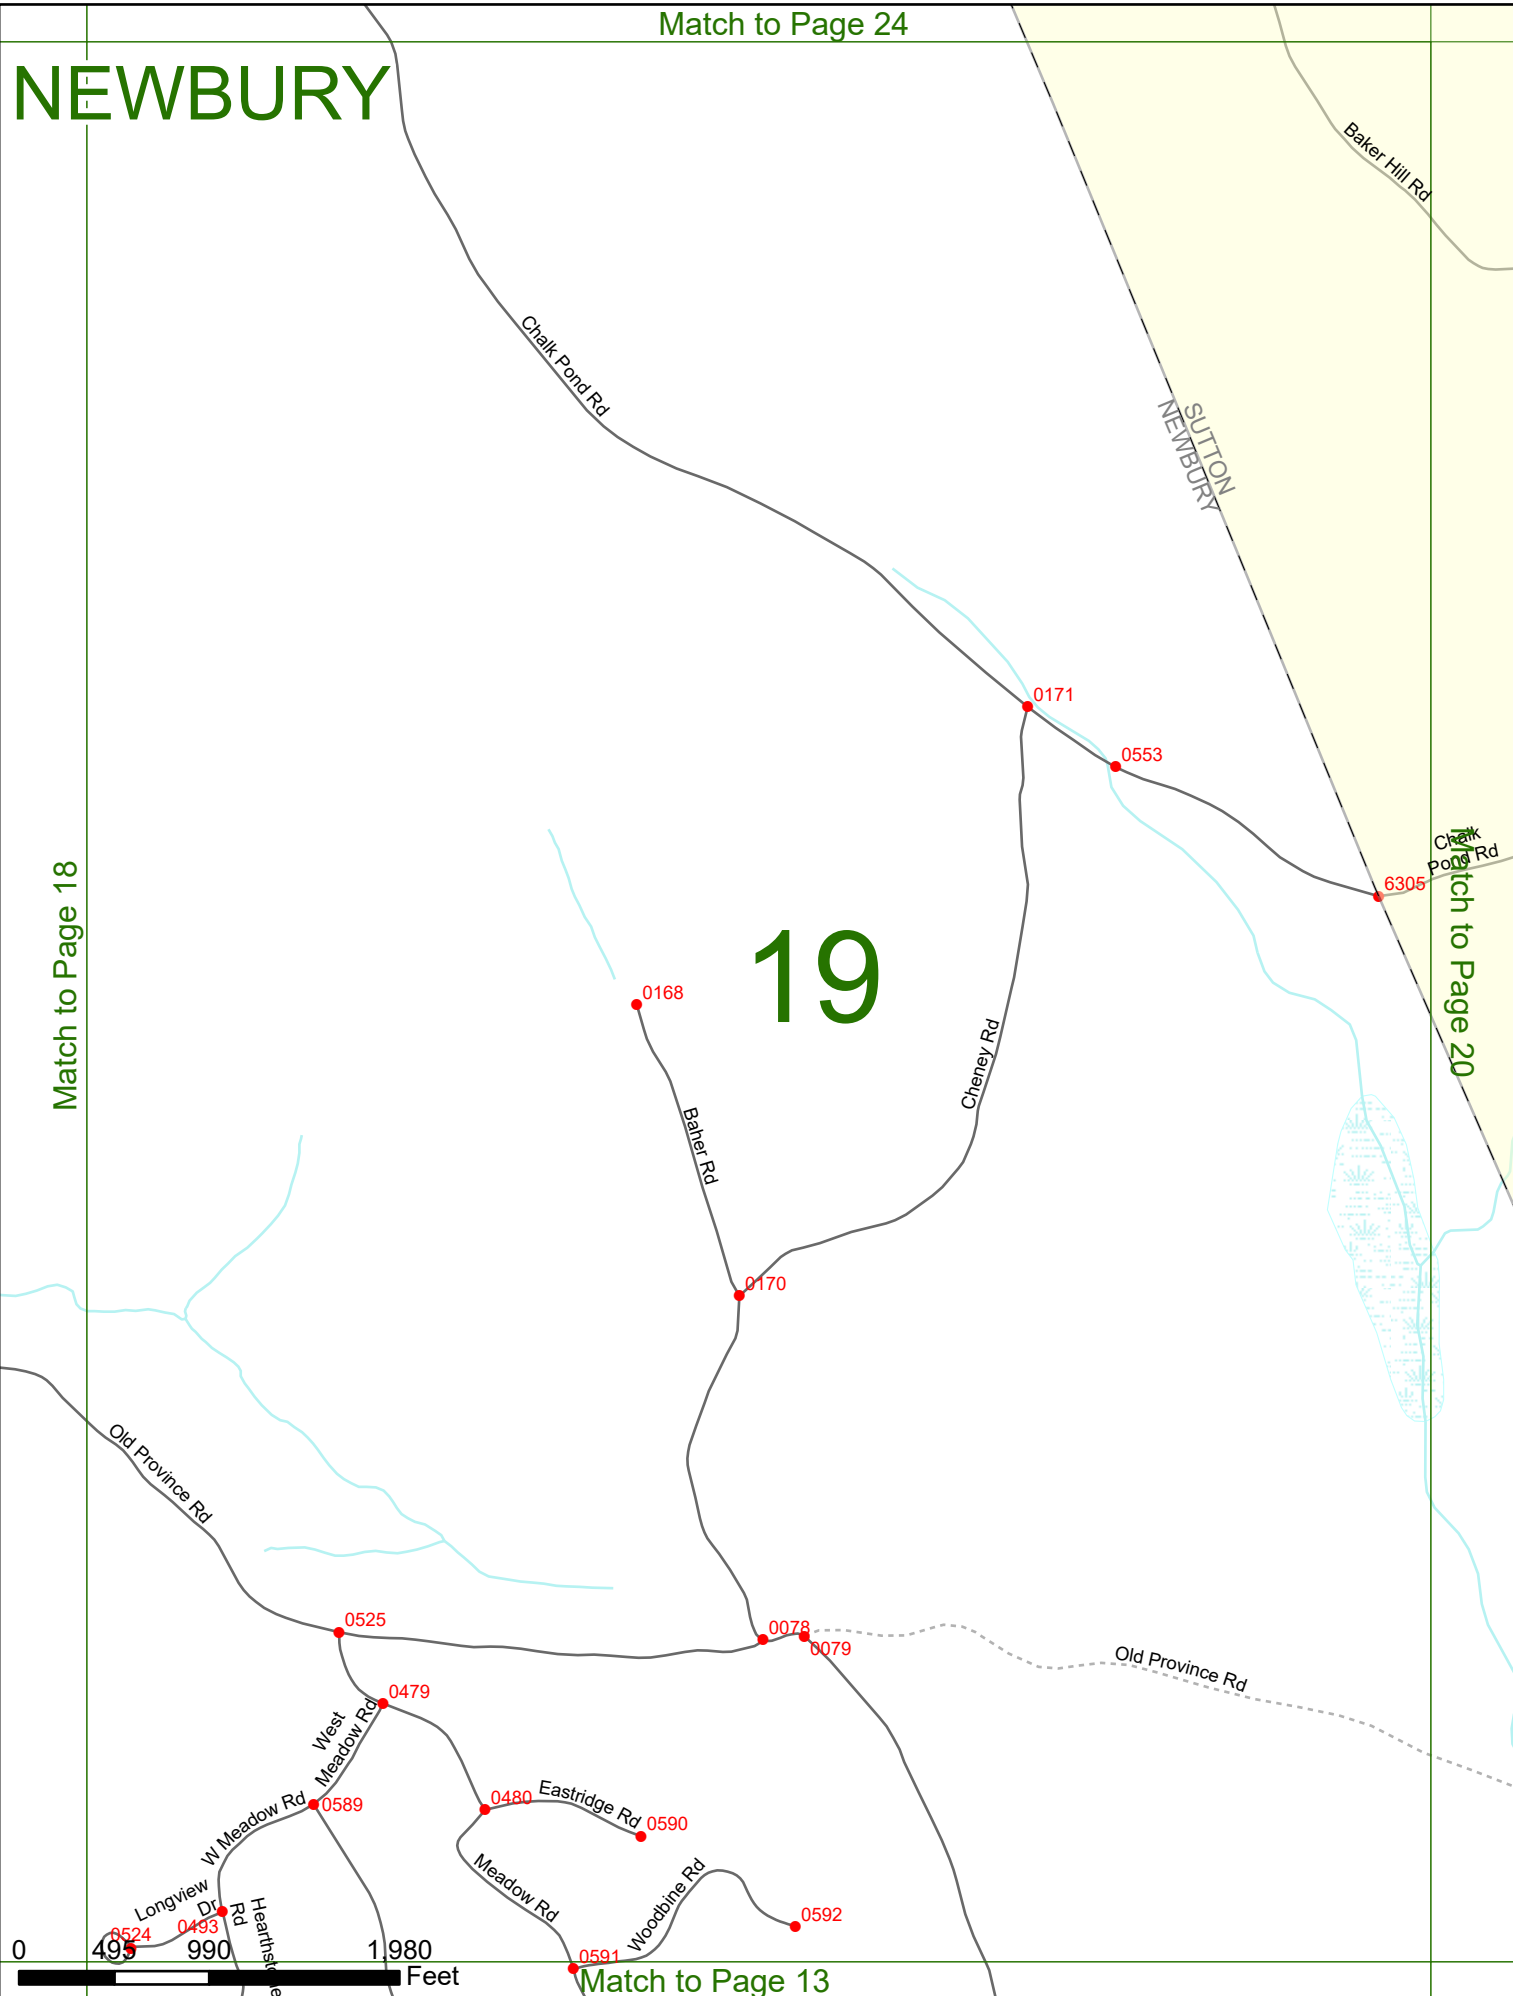 Match to Page 24
NEWBURY
Baker Hill Rd
Chalk Pond Rd
SUTTON
NEWBURY
0171
0553
Chalk
Pond Rd
6305
Match to Page 18
Match to Page 20
19
0168
Cheney Rd
Baher Rd
0170
Old Province Rd
0525
0078
0079
Old Province Rd
0479
West
Meadow Rd
0589
W Meadow Rd
0480
Eastridge Rd
0590
Meadow Rd
Woodbine Rd
Longview
Dr
Hearthstone
Rd
0493
0524
0592
0591
0 495 990 1,980
Feet
Match to Page 13